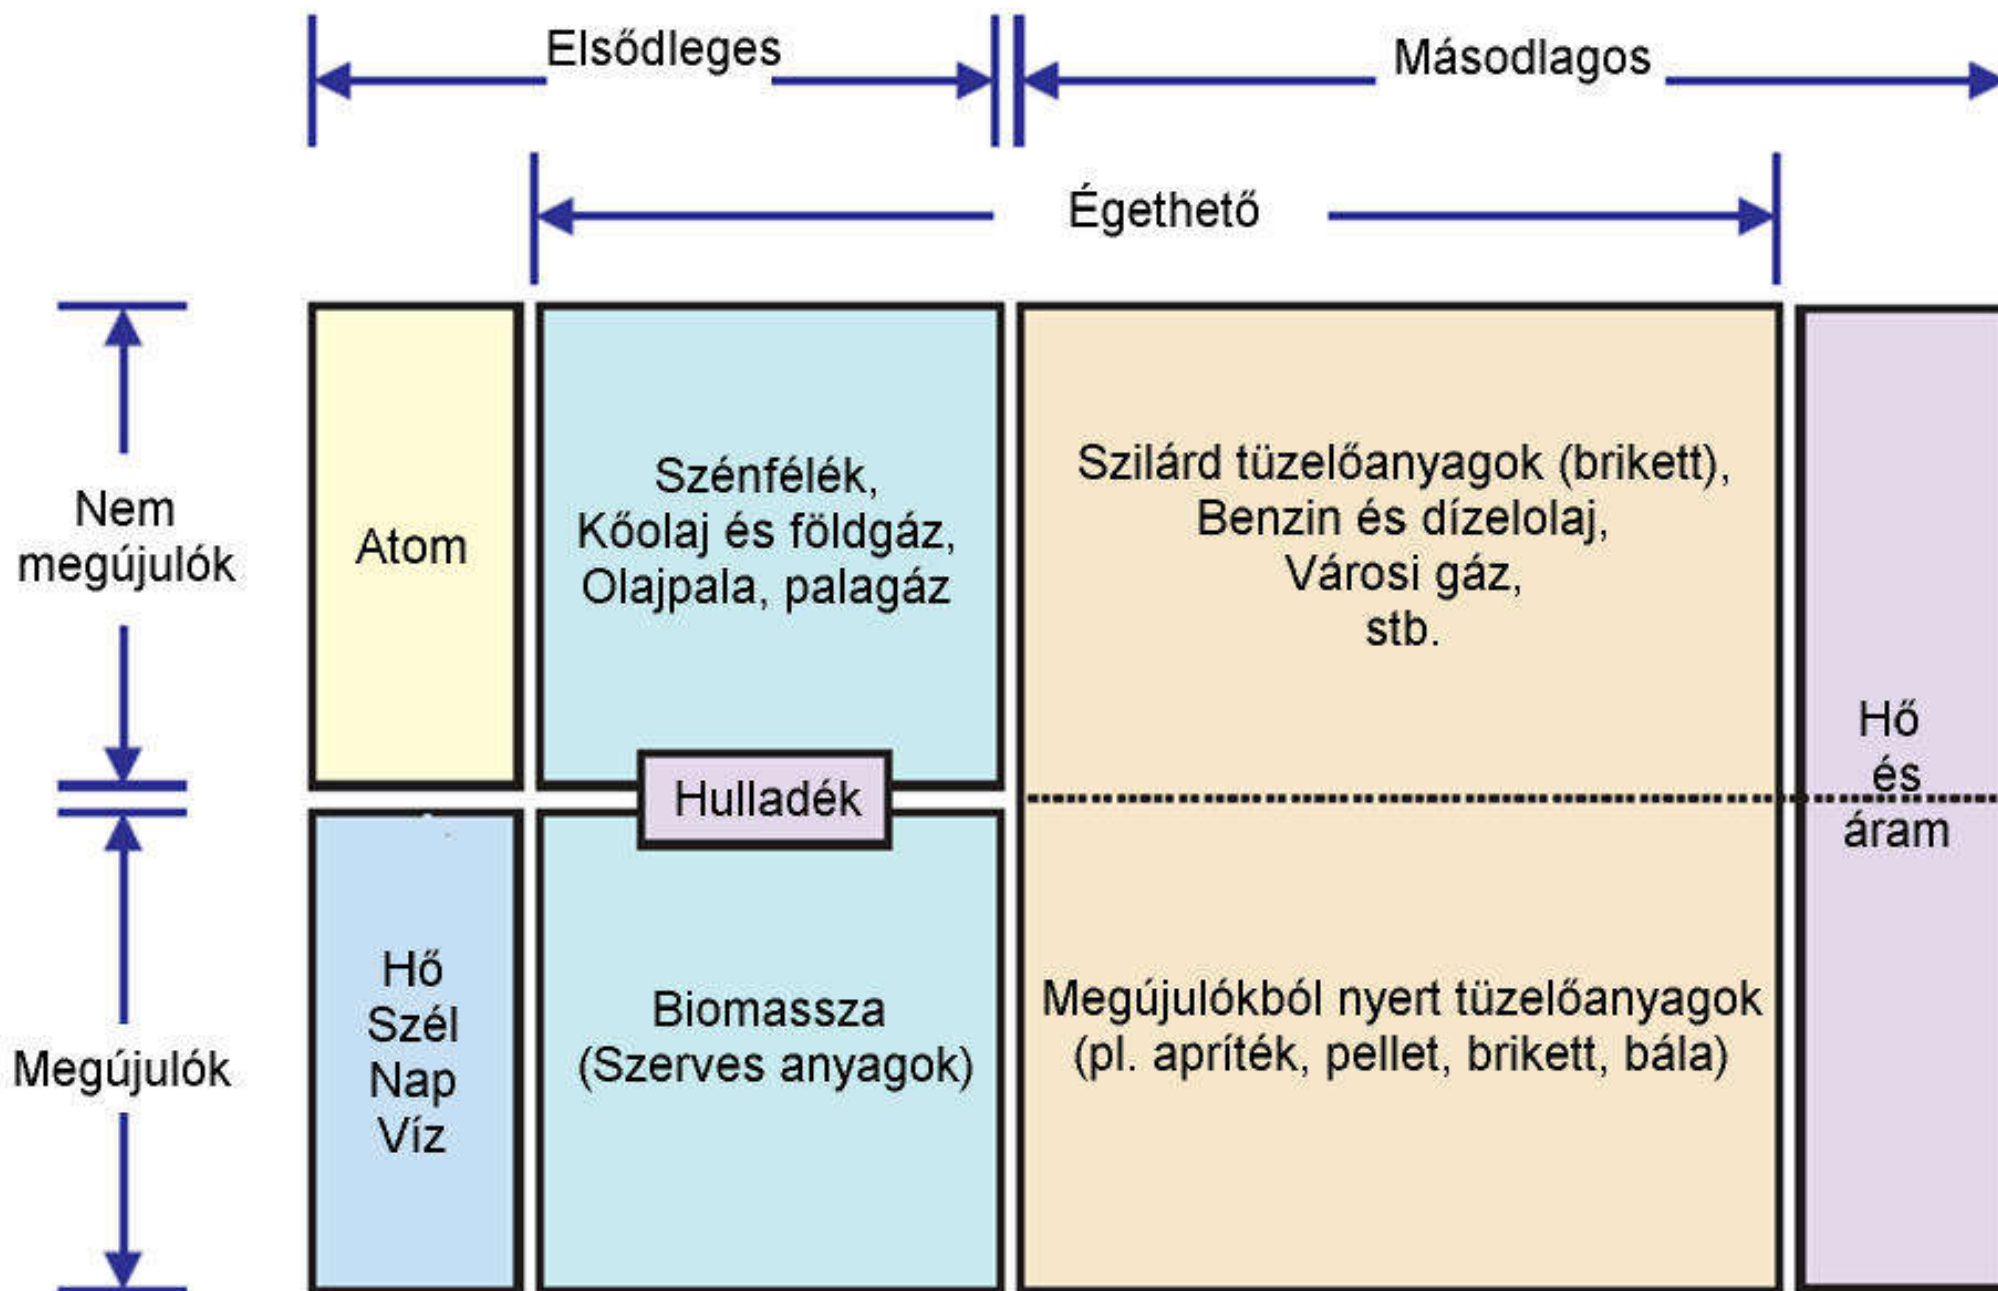 Elsődleges
Másodlagos
Égethető
Nem
megújulók
Atom
Szénfélék,
Kőolaj és földgáz,
Olajpala, palagáz
Szilárd tüzelőanyagok (brikett),
Benzin és dízelolaj,
Városi gáz,
stb.
Hő
és
áram
Hulladék
Megújulók
Hő
Szél
Nap
Víz
Biomassza
(Szerves anyagok)
Megújulókból nyert tüzelőanyagok
(pl. apríték, pellet, brikett, bála)